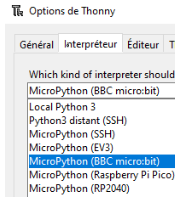 Options de Thonny
Général Interpréteur Éditeur
Which kind of interpreter should
MicroPython (BBC micro:bit)
Local Python 3
Python3 distant (SSH)
MicroPython (SSH)
MicroPython (EV3)
MicroPython (BBC micro:bit)
MicroPython (Raspberry Pi Pico)
MicroPython (RP2040)